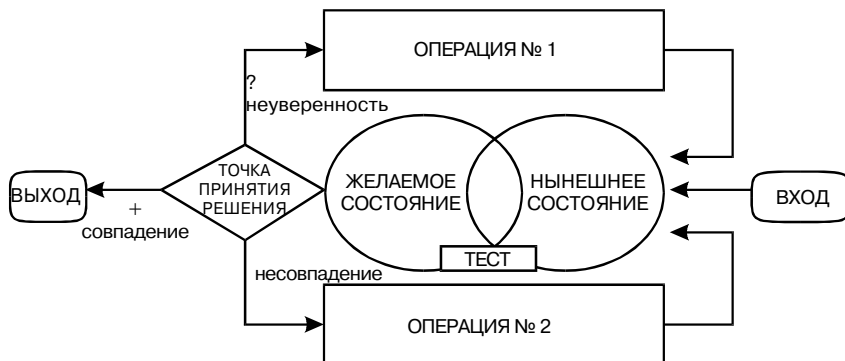 ОПЕРАЦИЯ № 1
?
неуверенность
ВЫХОД
+
совпадение
ТОЧКА
ПРИНЯТИЯ
РЕШЕНИЯ
ЖЕЛАЕМОЕ
СОСТОЯНИЕ
НЫНЕШНЕЕ
СОСТОЯНИЕ
ВХОД
ТЕСТ
несовпадение
ОПЕРАЦИЯ № 2